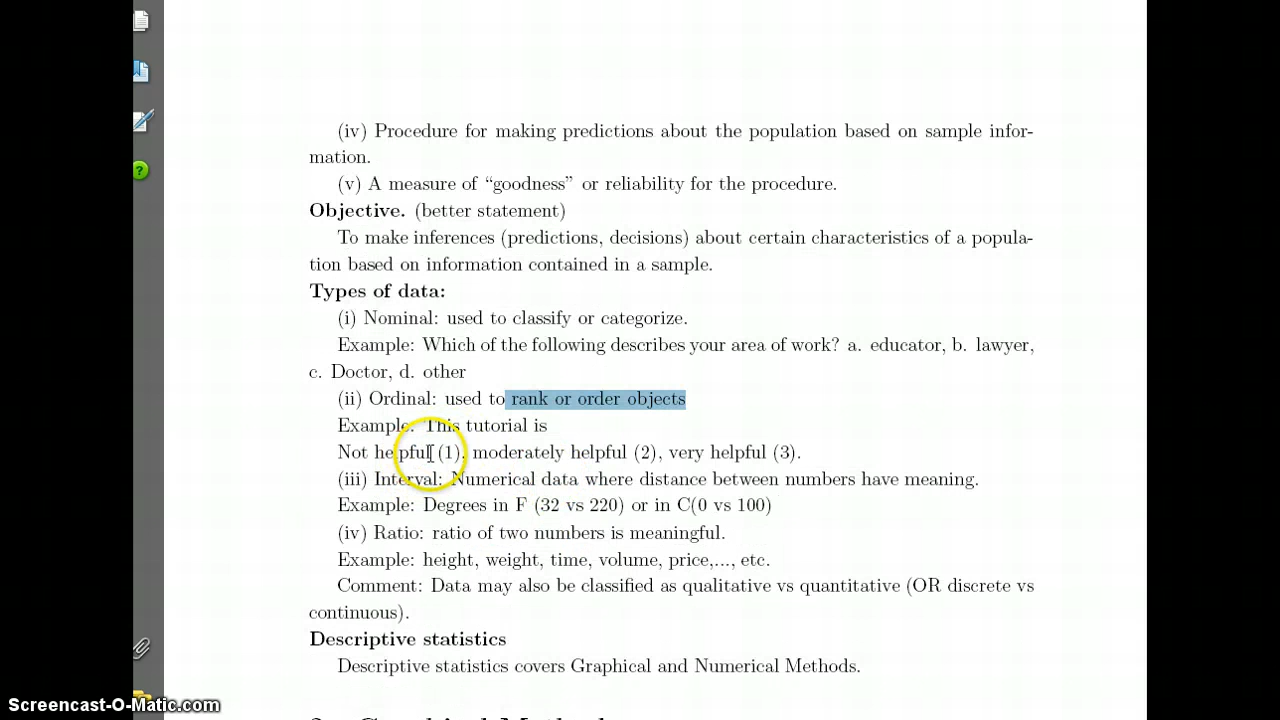 (iv) Procedure for making predictions about the population based on sample infor-
mation.
(v) A measure of “goodness” or reliability for the procedure.
Objective. (better statement)
To make inferences (predictions, decisions) about certain characteristics of a popula-
tion based on information contained in a sample.
Types of data:
(i) Nominal: used to classify or categorize.
Example: Which of the following describes your area of work? a. educator, b. lawyer,
c. Doctor, d. other
(ii) Ordinal: used to rank or order objects
Example: This tutorial is
Not helpful (1), moderately helpful (2), very helpful (3).
(iii) Interval: Numerical data where distance between numbers have meaning.
Example: Degrees in F (32 vs 220) or in C(0 vs 100)
(iv) Ratio: ratio of two numbers is meaningful.
Example: height, weight, time, volume, price,..., etc.
Comment: Data may also be classified as qualitative vs quantitative (OR discrete vs
continuous).
Descriptive statistics
Descriptive statistics covers Graphical and Numerical Methods.
Screencast-O-Matic.com